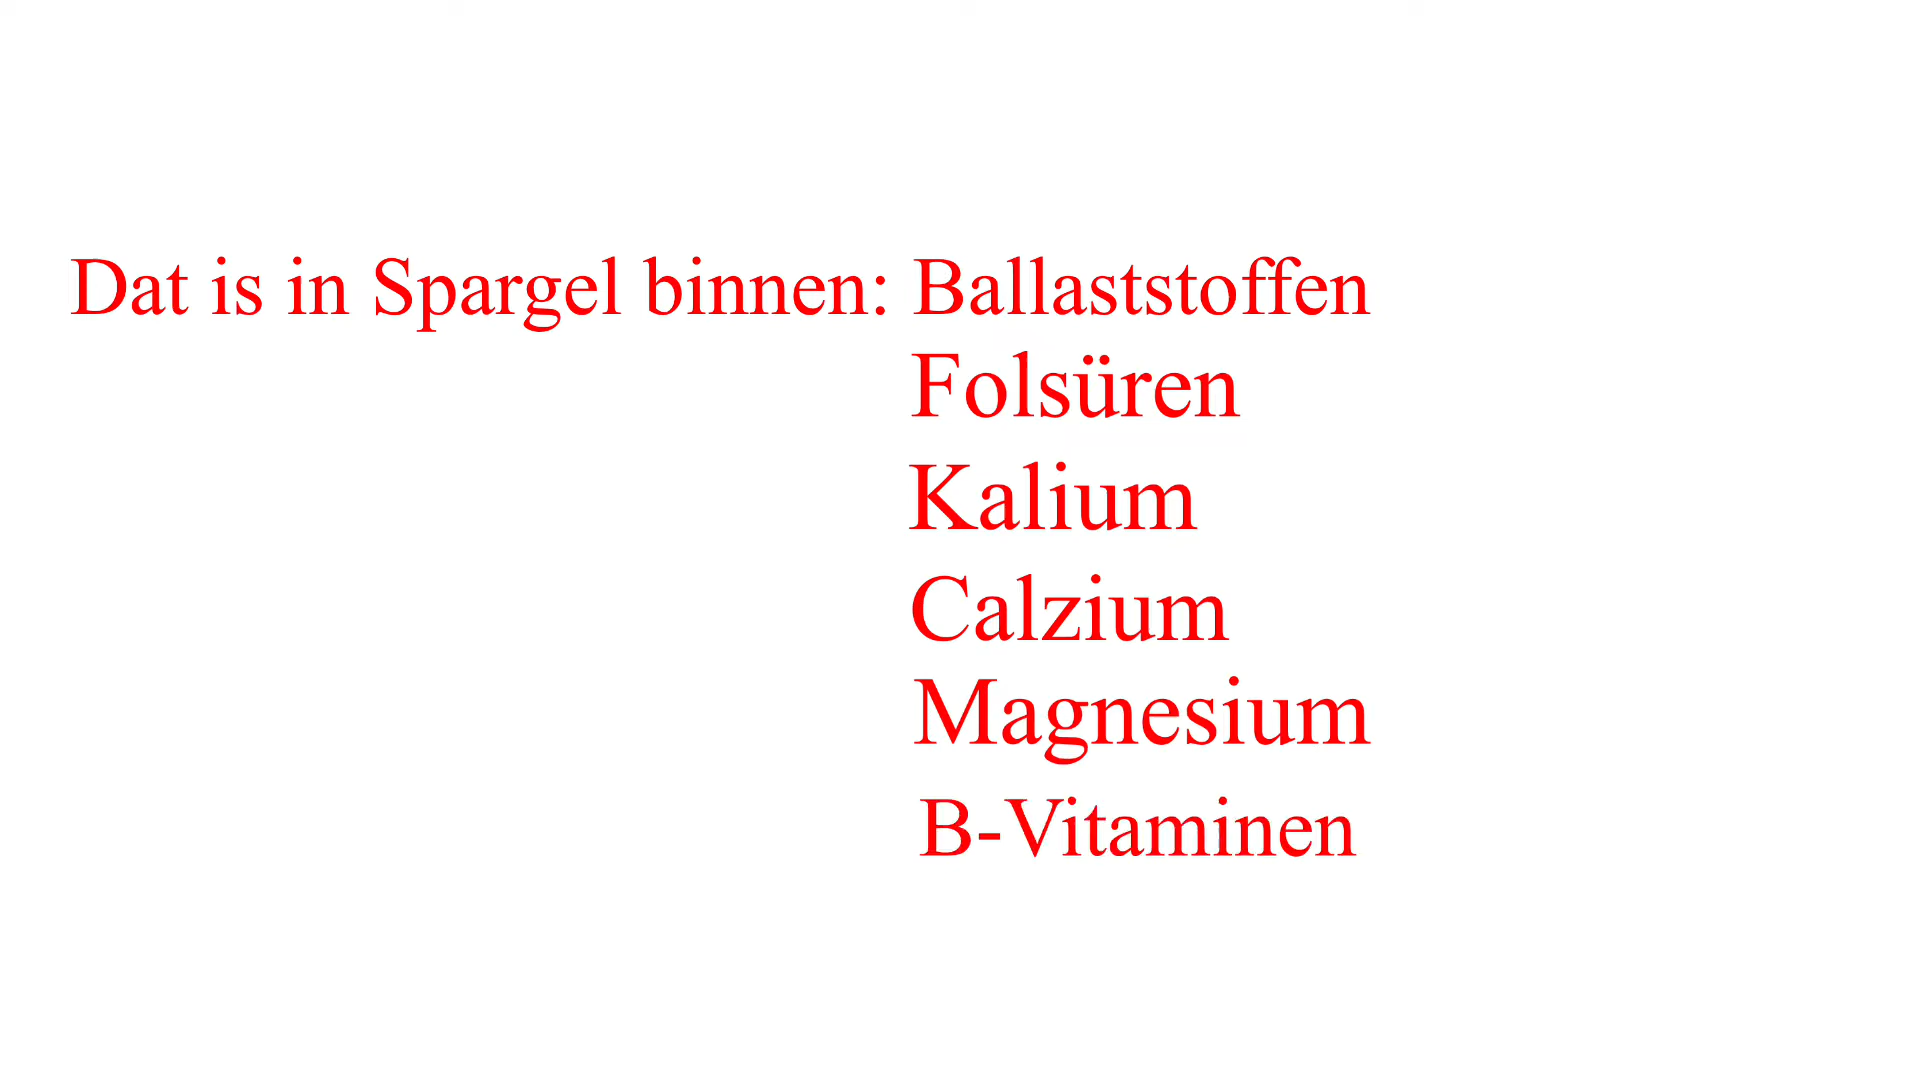 Dat is in Spargel binnen: Ballaststoffen
Folsüren
Kalium
Calzium
Magnesium
B-Vitaminen